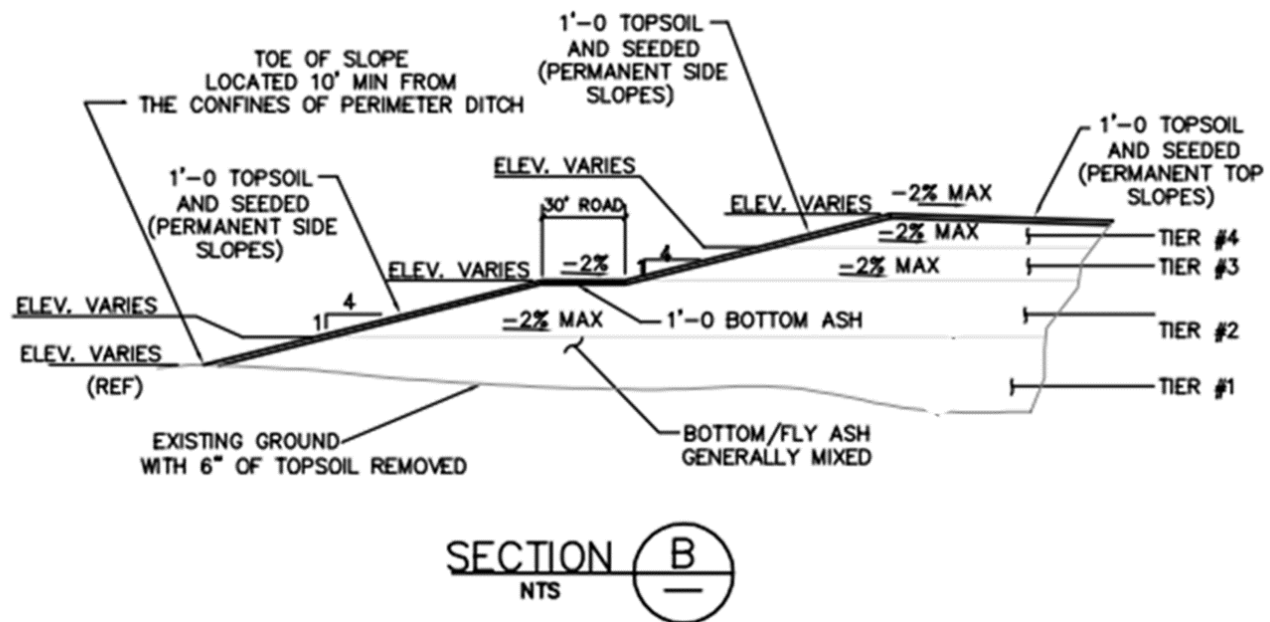 1'-0 TOPSOIL
AND SEEDED
(PERMANENT SIDE
SLOPES)
TOE OF SLOPE
LOCATED 10' MIN FROM
THE CONFINES OF PERIMETER DITCH
1'-0 TOPSOIL
AND SEEDED
(PERMANENT TOP
SLOPES)
ELEV. VARIES
1'-0 TOPSOIL
AND SEEDED
(PERMANENT SIDE
SLOPES)
30' ROAD
ELEV. VARIES
-2% MAX
-2% MAX
TIER #4
-2% MAX
TIER #3
ELEV. VARIES
-2%
4
1
ELEV. VARIES
4
1
-2% MAX
1'-0 BOTTOM ASH
TIER #2
ELEV. VARIES
(REF)
TIER #1
EXISTING GROUND
WITH 6" OF TOPSOIL REMOVED
BOTTOM/FLY ASH
GENERALLY MIXED
SECTION B
NTS